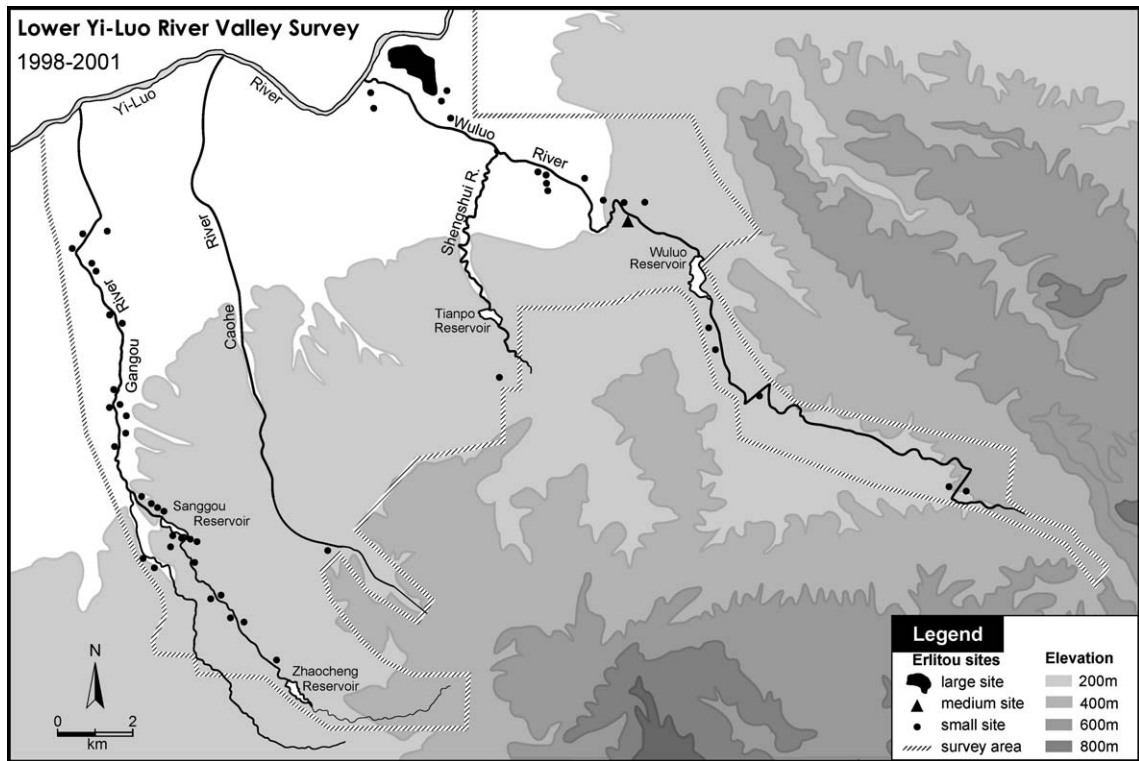 Lower Yi-Luo River Valley Survey
1998-2001
Yi-Luo
River
Wuluo
River
Shengshui R.
River
Caohe
River
Gangou
Wuluo
Reservoir
Tianpo
Reservoir
Sanggou
Reservoir
Zhaocheng
Reservoir
N
0 2
km
Legend
Erlitou sites Elevation
large site 200m
medium site 400m
small site 600m
survey area 800m